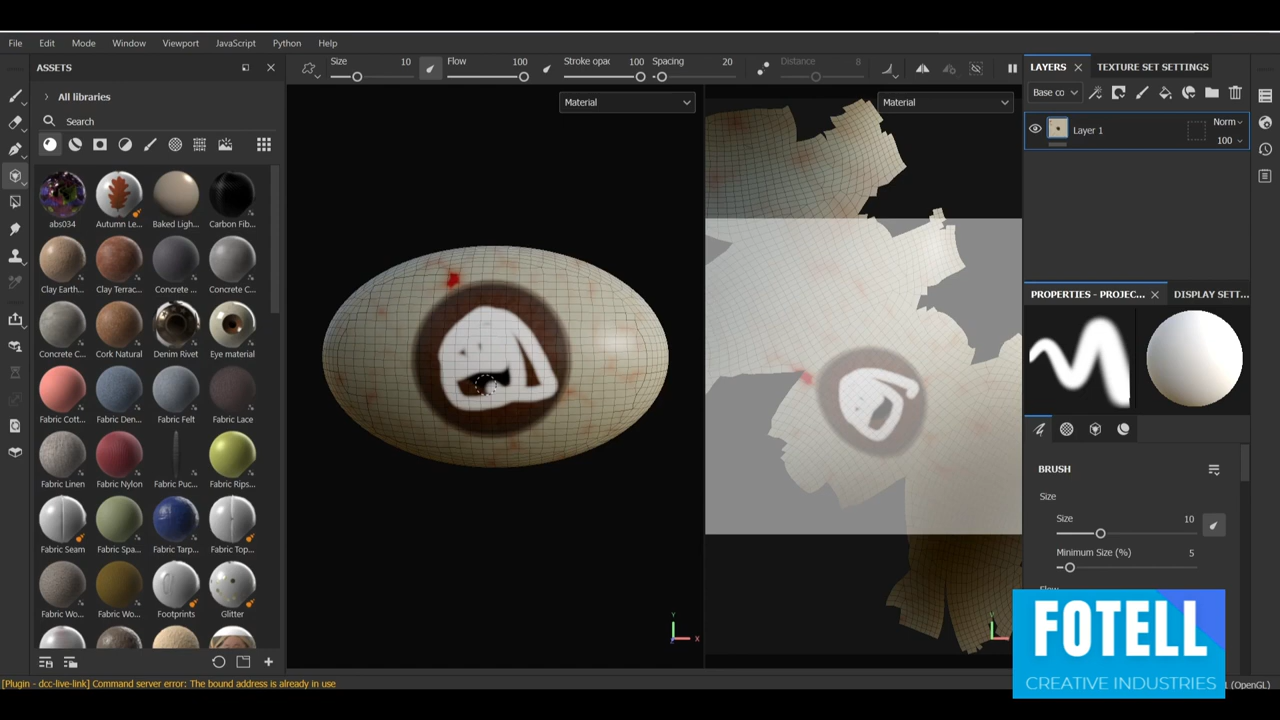 File Edit Mode Window Viewport JavaScript Python Help
ASSETS
All libraries
Search
abs034 Autumn Le... Baked Ligh... Carbon Fib...
Clay Earth... Clay Terrac... Concrete ... Concrete C...
Concrete C... Cork Natural Denim Rivet Eye material
Fabric Cott... Fabric Den... Fabric Felt Fabric Lace
Fabric Linen Fabric Nylon Fabric Puc... Fabric Rips...
Fabric Seam Fabric Spa... Fabric Tarp... Fabric Top...
Fabric Wo... Fabric Wo... Footprints Glitter
Size 10 Flow 100 Stroke opac 100 Spacing 20 Distance 8
Material
Material
Y
X
LAYERS TEXTURE SET SETTINGS
Base co
Layer 1
Norm
100
PROPERTIES - PROJEC... DISPLAY SETT...
BRUSH
Size
Size 10
Minimum Size (%) 5
FOTELL
CREATIVE INDUSTRIES
[Plugin - dcc-live-link] Command server error: The bound address is already in use
(OpenGL)